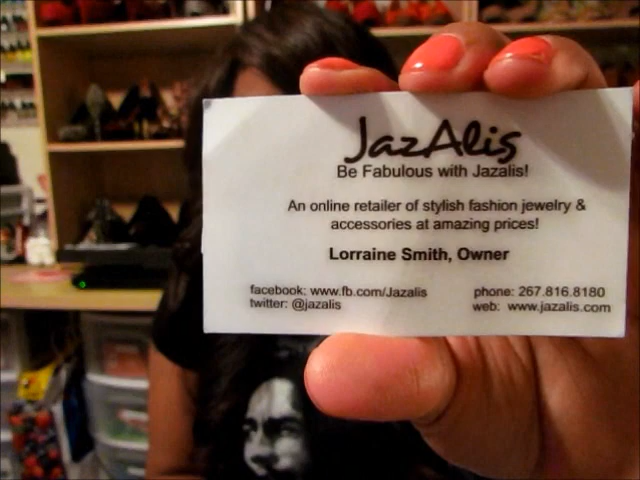 JazAlis
Be Fabulous with Jazalis!
An online retailer of stylish fashion jewelry &
accessories at amazing prices!
Lorraine Smith, Owner
facebook: www.fb.com/Jazalis
twitter: @jazalis
phone: 267.816.8180
web: www.jazalis.com